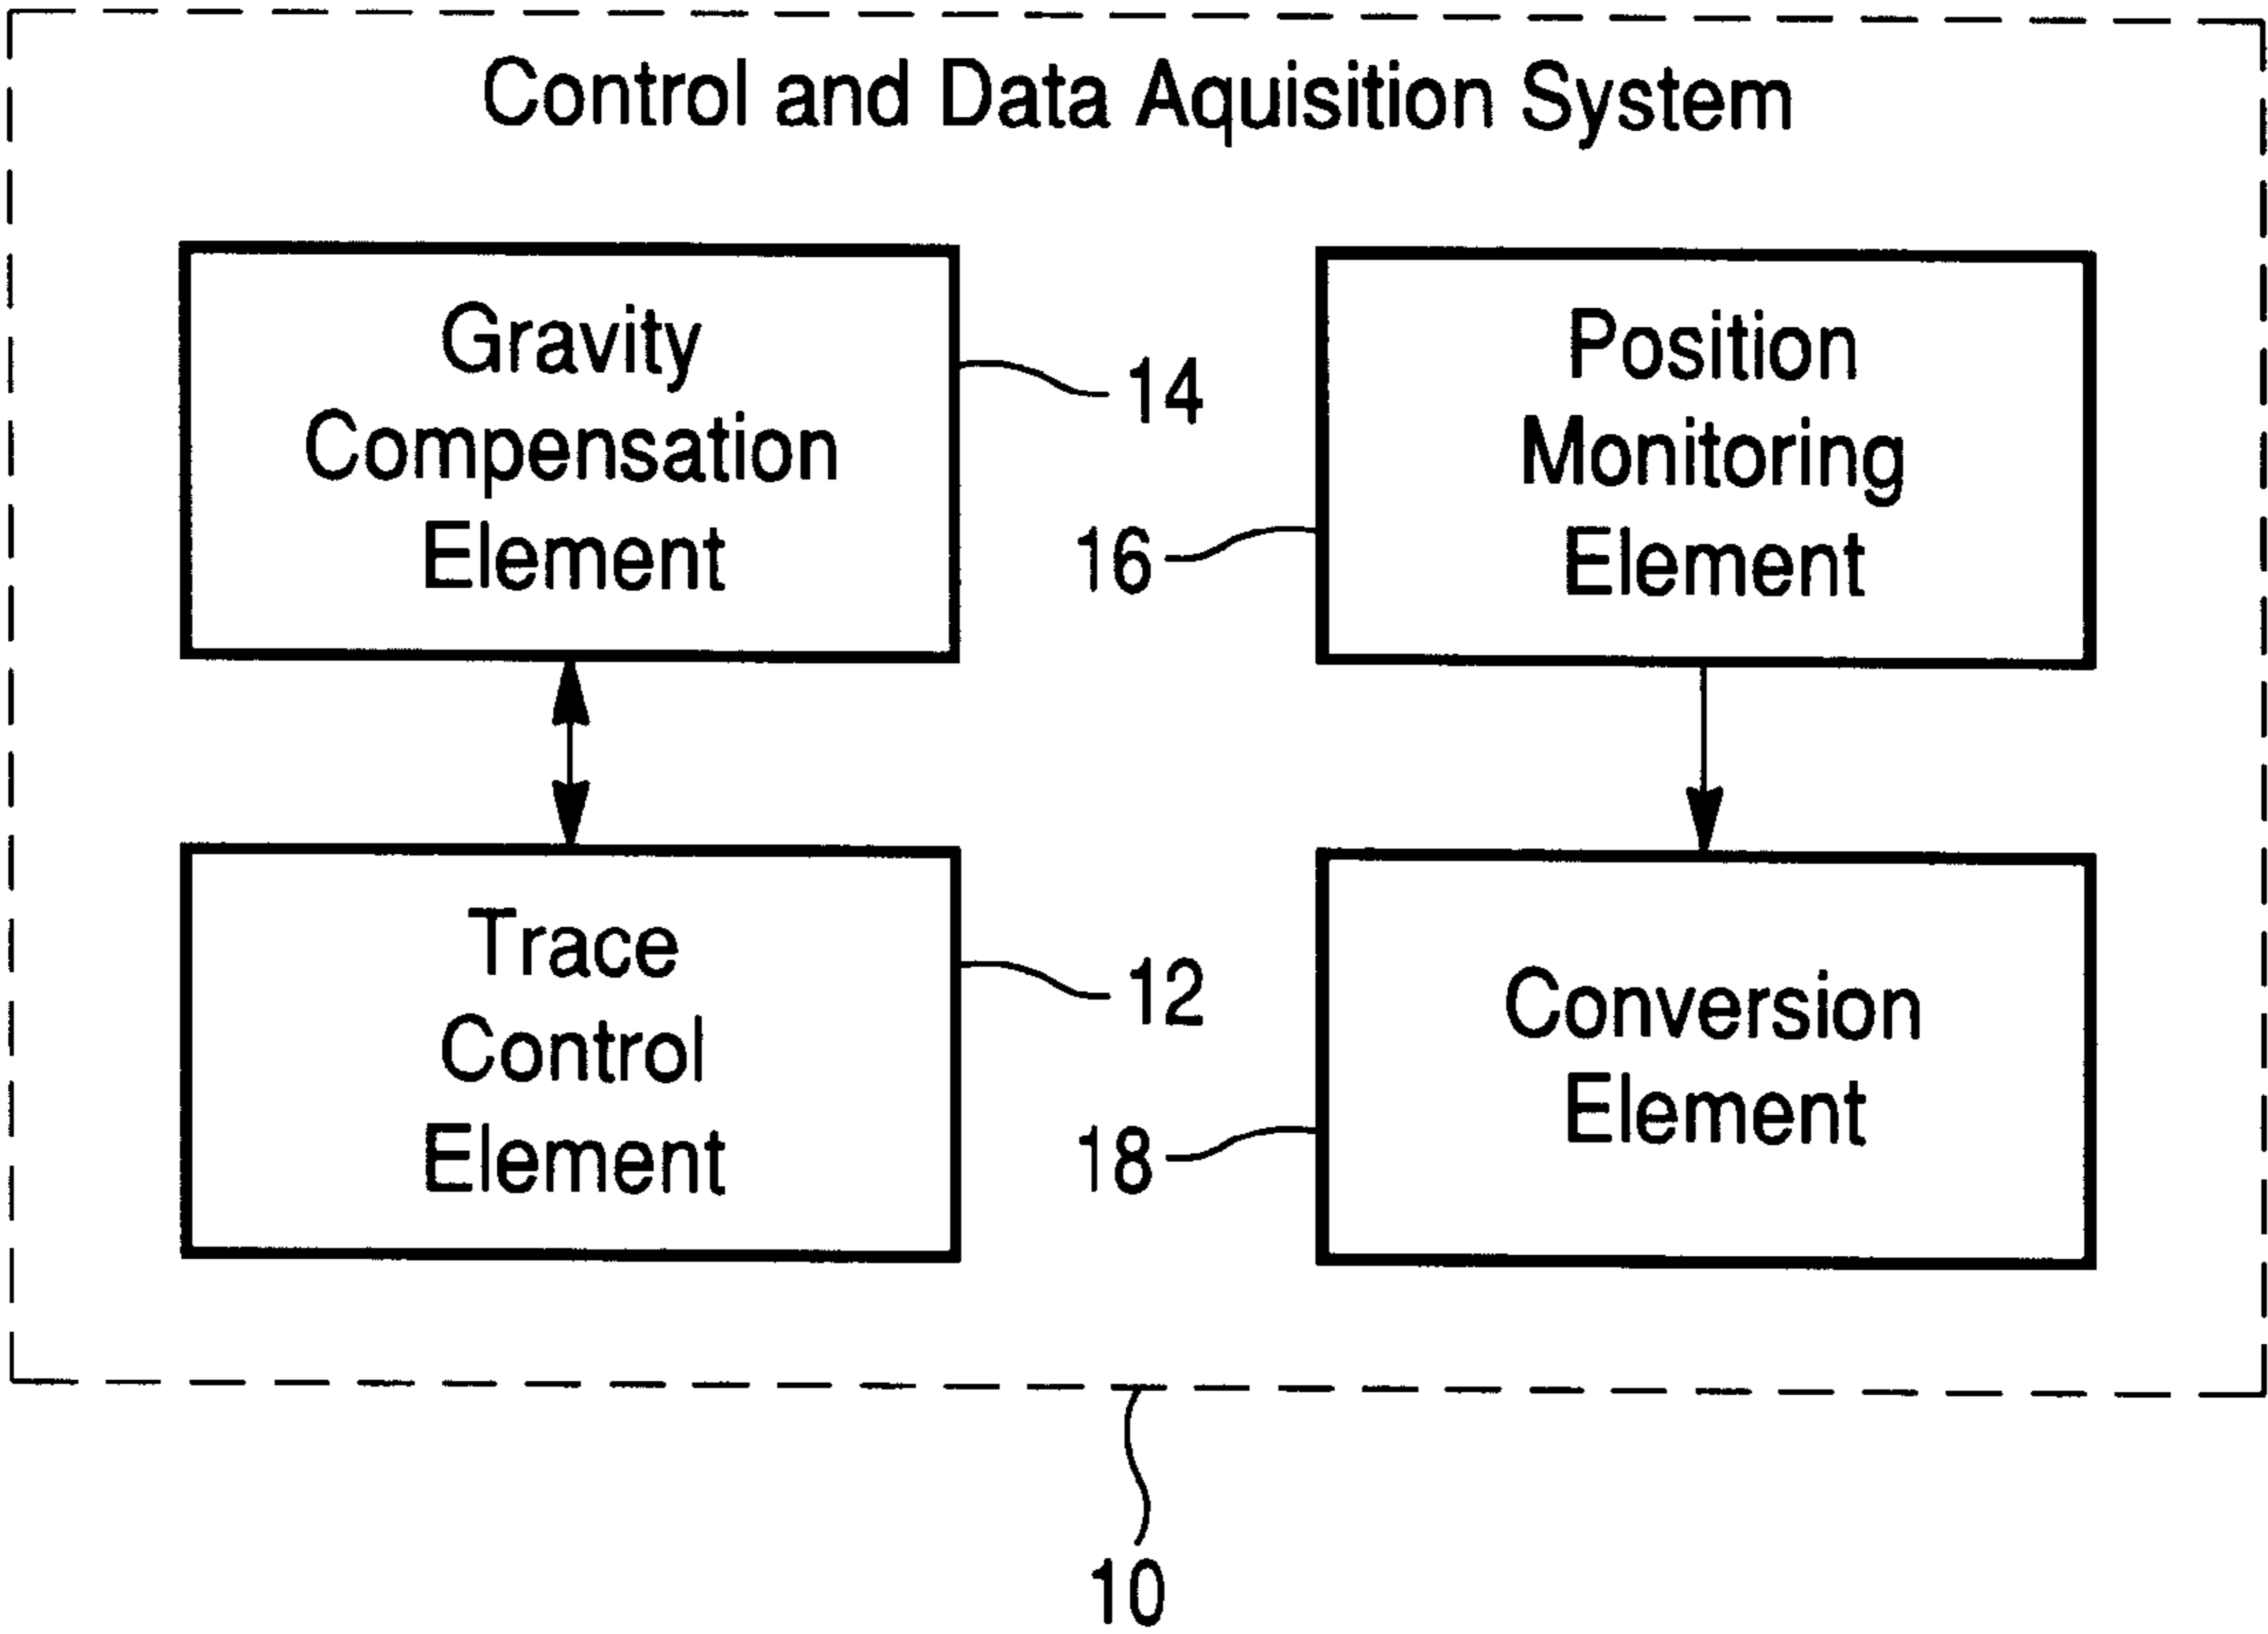 Control and Data Aquisition System
Gravity
Compensation
Element
14
Position
Monitoring
Element
16
Trace
Control
Element
12
Conversion
Element
18
10